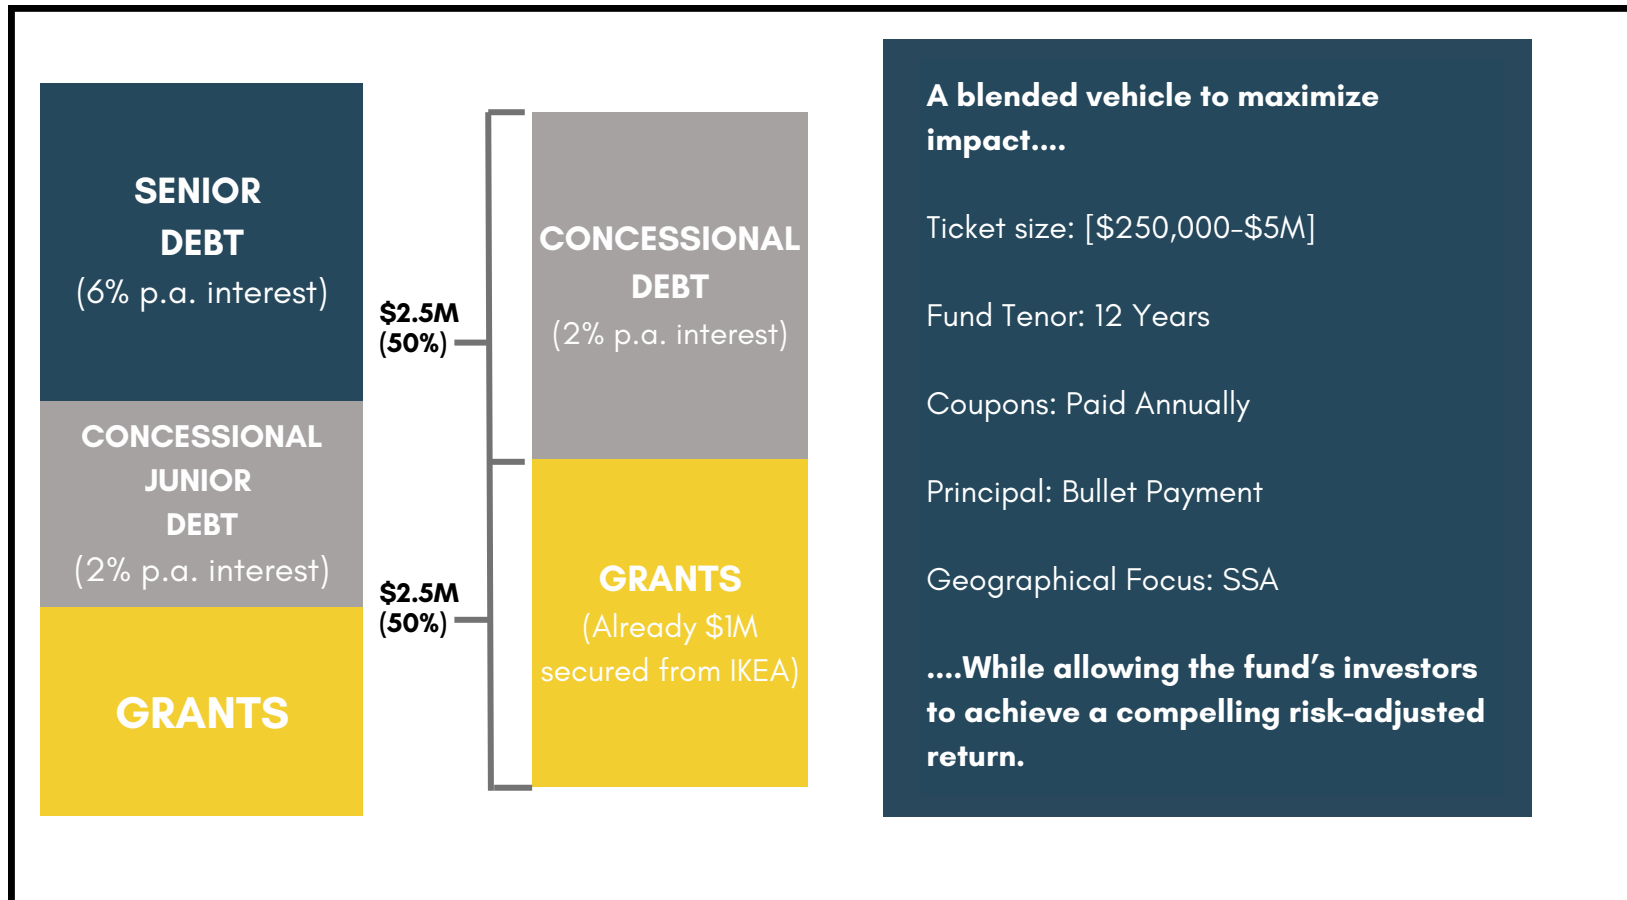 SENIOR
DEBT
(6% p.a. interest)
CONCESSIONAL
JUNIOR
DEBT
(2% p.a. interest)
GRANTS
$2.5M
(50%)
$2.5M
(50%)
CONCESSIONAL
DEBT
(2% p.a. interest)
GRANTS
(Already $1M
secured from IKEA)
A blended vehicle to maximize
impact....
Ticket size: [$250,000-$5M]
Fund Tenor: 12 Years
Coupons: Paid Annually
Principal: Bullet Payment
Geographical Focus: SSA
....While allowing the fund's investors
to achieve a compelling risk-adjusted
return.